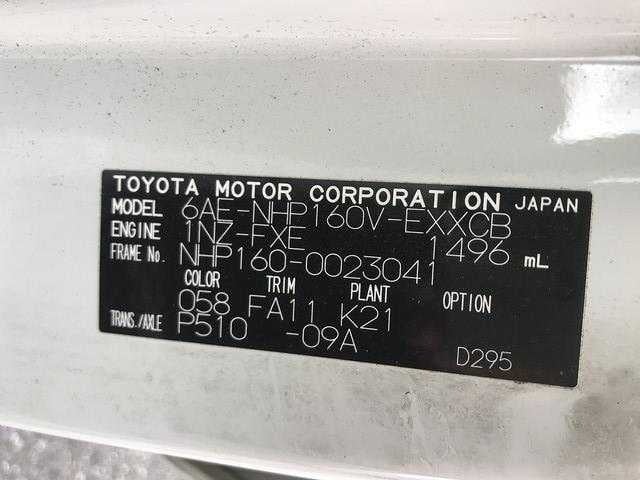 TOYOTA MOTOR CORPORATION JAPAN
MODEL 6AE-NHP160V-EXXCB
ENGINE 1NZ-FXE 1496 mL
FRAME No. NHP160-0023041
COLOR TRIM PLANT OPTION
058 FA11 K21
TRANS./AXLE P510 -09A
D295